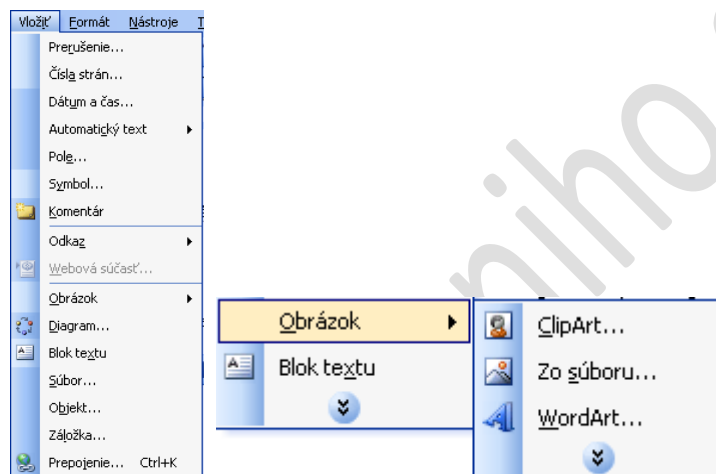 Vložiť Formát Nástroje T
Prerušenie...
Čísla strán...
Dátum a čas...
Automatický text
Pole...
Symbol...
Komentár
Odkaz
Webová súčasť...
Obrázok
Diagram...
Blok textu
Súbor...
Objekt...
Záložka...
Prepojenie... Ctrl+K
Obrázok
Blok textu
ClipArt...
Zo súboru...
WordArt...